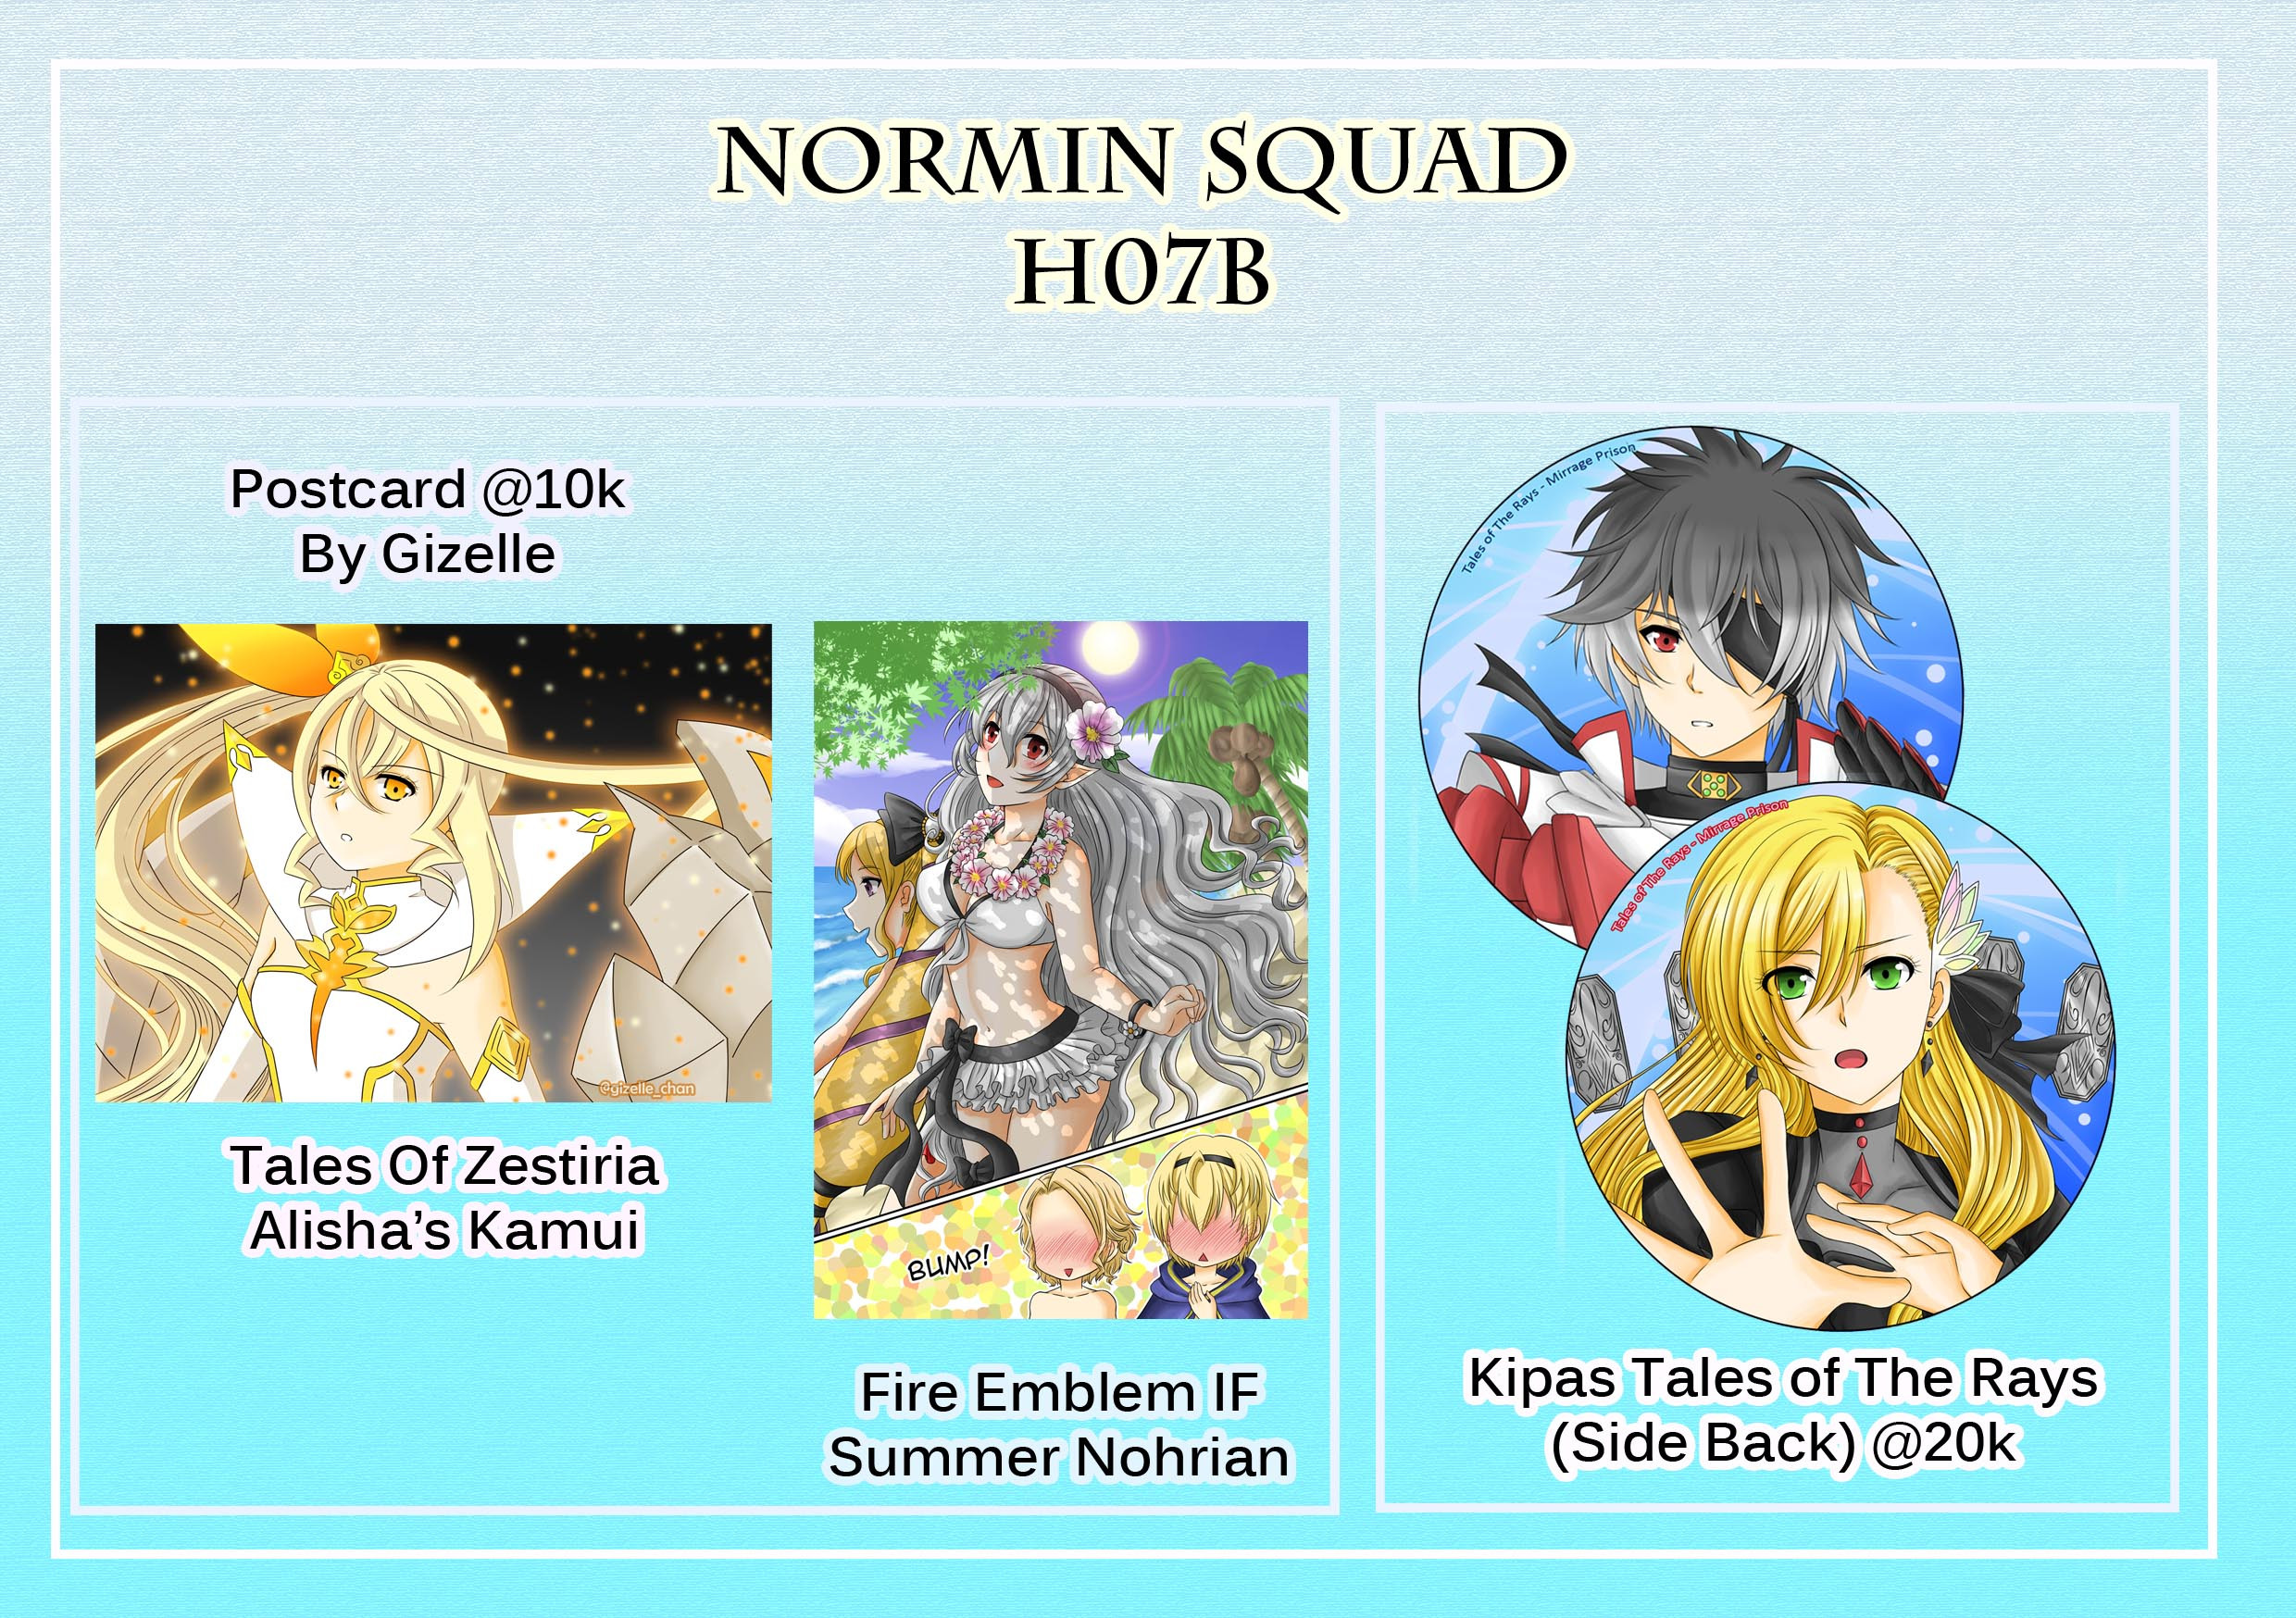 NORMIN SQUAD
H07B
Postcard @10k
By Gizelle
@gizelle_chan
Tales Of Zestiria
Alisha's Kamui
BUMP!
Fire Emblem IF
Summer Nohrian
Tales of The Rays - Mirrage Prison
Tales of The Rays - Mirrage Prison
Kipas Tales of The Rays
(Side Back) @20k